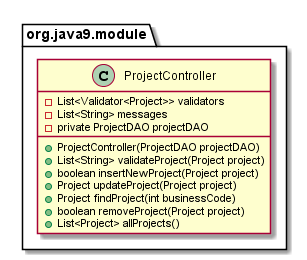 org.java9.module
C ProjectController
List<Validator<Project>> validators
List<String> messages
private ProjectDAO projectDAO
ProjectController(ProjectDAO projectDAO)
List<String> validateProject(Project project)
boolean insertNewProject(Project project)
Project updateProject(Project project)
Project findProject(int businessCode)
boolean removeProject(Project project)
List<Project> allProjects()